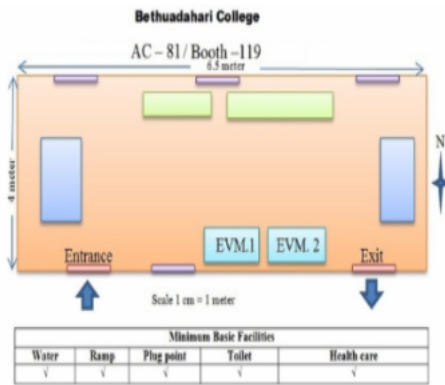 Bethuadahari College
AC – 81 / Booth –119
6.5 meter
4 meter
N
EVM.1 EVM. 2
Entrance Exit
Scale 1 cm = 1 meter
Minimum Basic Facilities
Water Ramp Plug point Toilet Health care
√ √ √ √ √